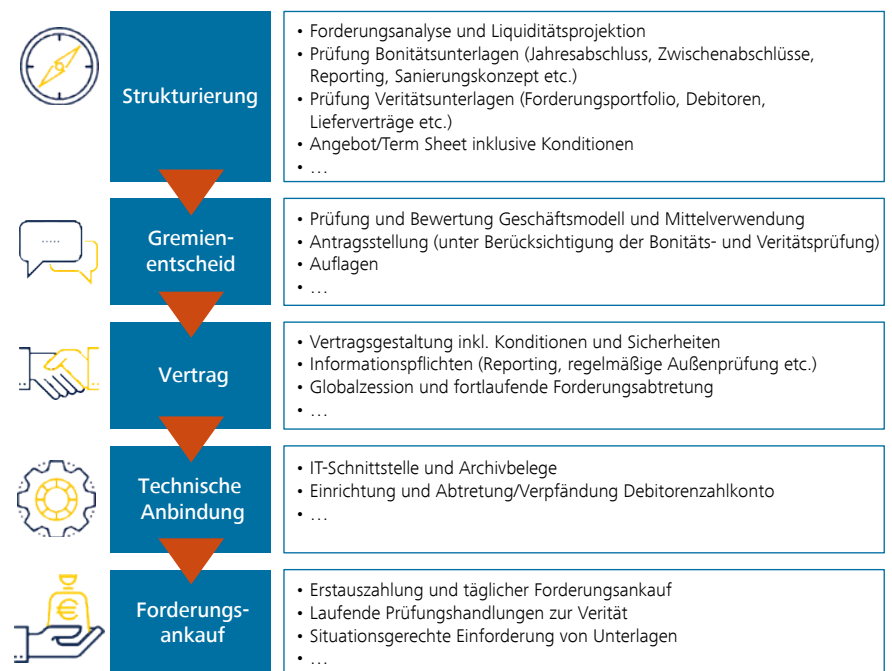 Strukturierung
• Forderungsanalyse und Liquiditätsprojektion
• Prüfung Bonitätsunterlagen (Jahresabschluss, Zwischenabschlüsse,
Reporting, Sanierungskonzept etc.)
• Prüfung Veritätsunterlagen (Forderungsportfolio, Debitoren,
Lieferverträge etc.)
• Angebot/Term Sheet inklusive Konditionen
• …
.....
Gremien-
entscheid
• Prüfung und Bewertung Geschäftsmodell und Mittelverwendung
• Antragsstellung (unter Berücksichtigung der Bonitäts- und Veritätsprüfung)
• Auflagen
• …
Vertrag
• Vertragsgestaltung inkl. Konditionen und Sicherheiten
• Informationspflichten (Reporting, regelmäßige Außenprüfung etc.)
• Globalzession und fortlaufende Forderungsabtretung
• …
Technische
Anbindung
• IT-Schnittstelle und Archivbelege
• Einrichtung und Abtretung/Verpfändung Debitorenzahlkonto
• …
€
Forderungs-
ankauf
• Erstauszahlung und täglicher Forderungsankauf
• Laufende Prüfungshandlungen zur Verität
• Situationsgerechte Einforderung von Unterlagen
• …